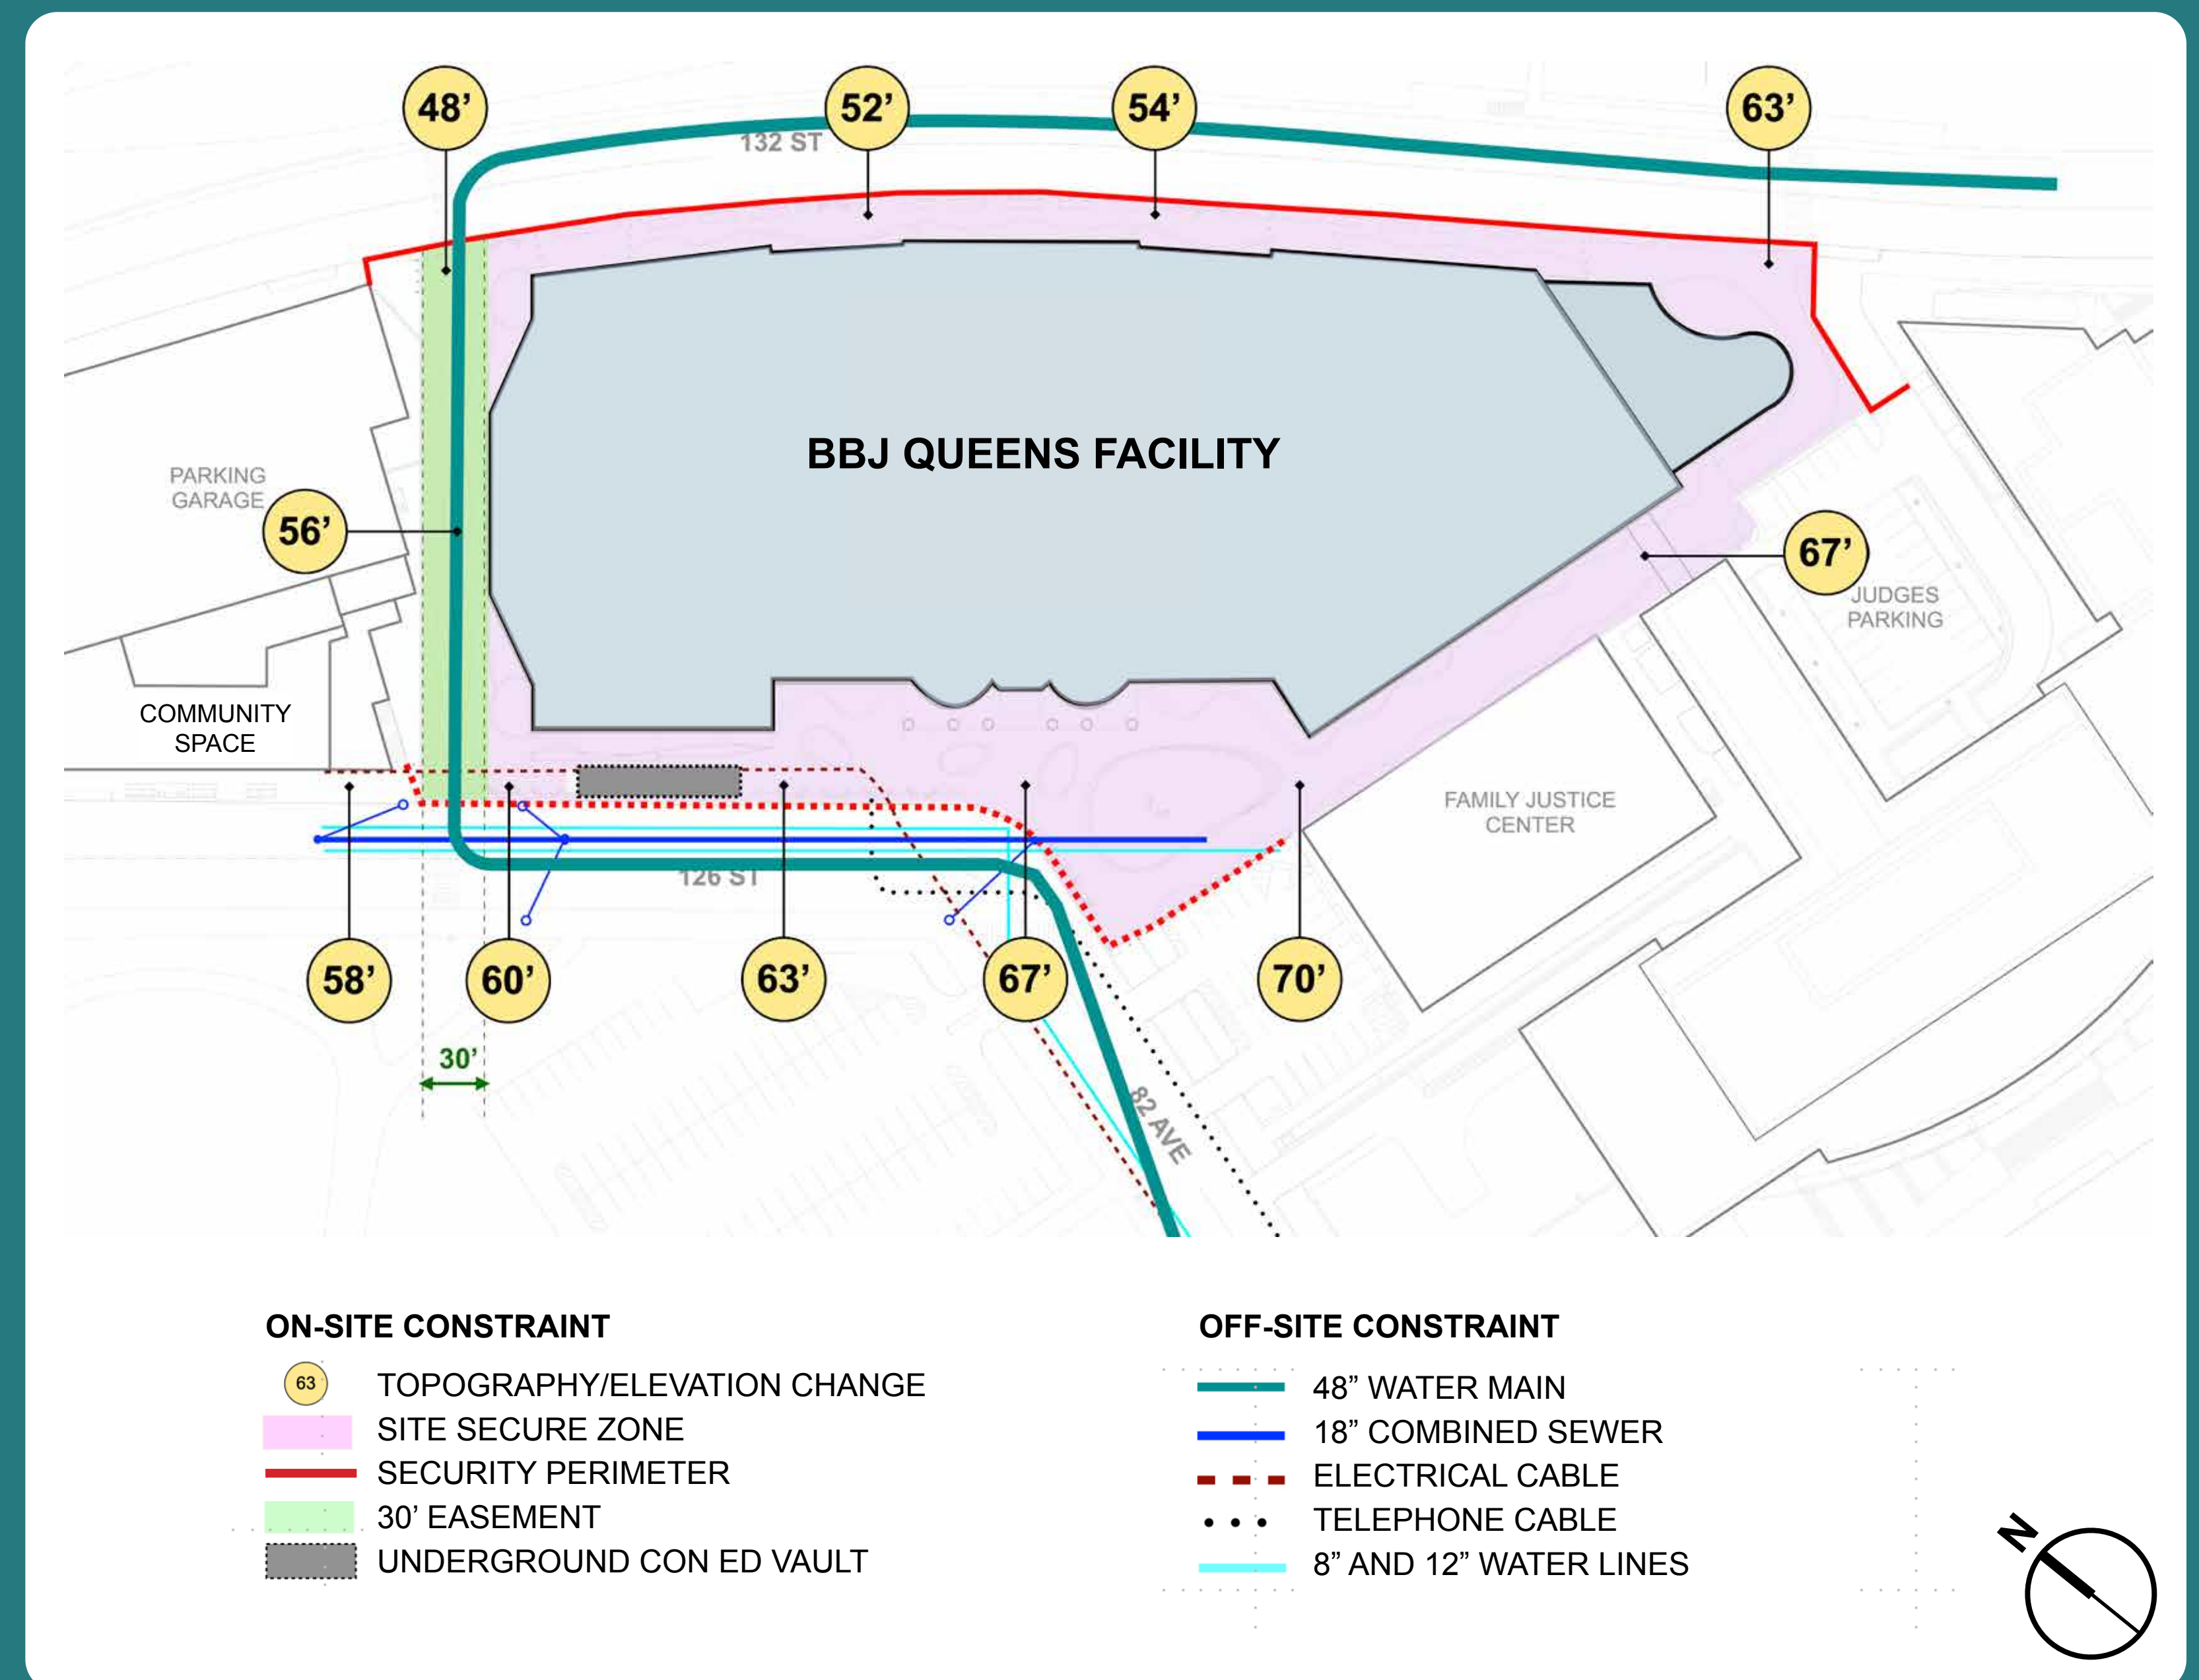 48’
52’
54’
63’
132 ST
BBJ QUEENS FACILITY
PARKING
GARAGE
56’
67’
JUDGES
PARKING
COMMUNITY
SPACE
FAMILY JUSTICE
CENTER
126 ST
58’
60’
63’
67’
70’
30’
82 AVE
ON-SITE CONSTRAINT
63
TOPOGRAPHY/ELEVATION CHANGE
SITE SECURE ZONE
SECURITY PERIMETER
30’ EASEMENT
UNDERGROUND CON ED VAULT
OFF-SITE CONSTRAINT
48” WATER MAIN
18” COMBINED SEWER
ELECTRICAL CABLE
TELEPHONE CABLE
8” AND 12” WATER LINES
N